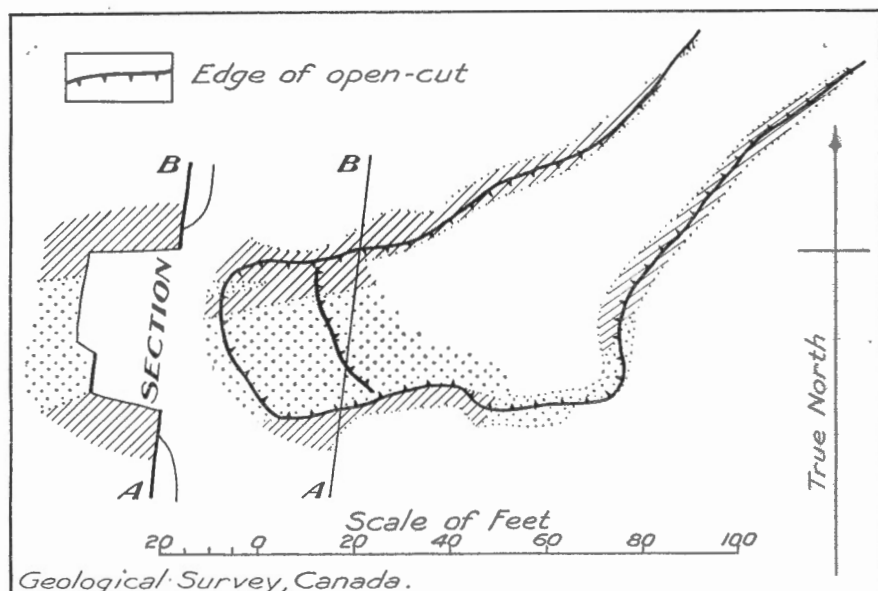 Edge of open-cut
B
B
SECTION
A
A
True North
Scale of Feet
20 0 20 40 60 80 100
Geological Survey, Canada.